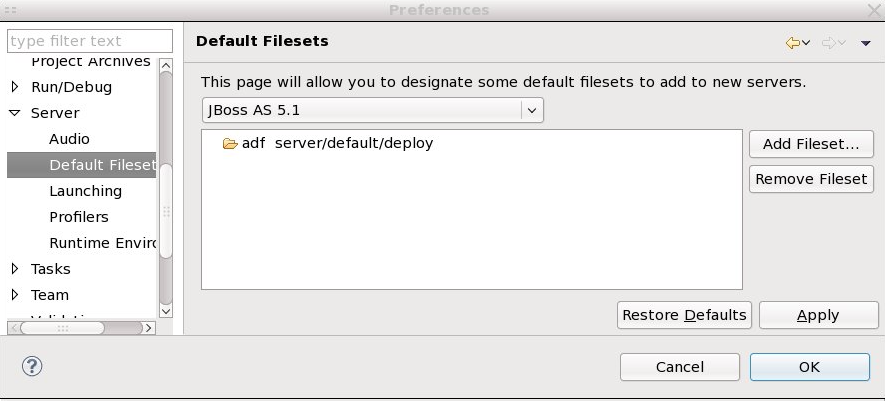 Preferences
type filter text
Project Archives
Run/Debug
Server
Audio
Default Fileset
Launching
Profilers
Runtime Enviro
Tasks
Team
Default Filesets
This page will allow you to designate some default filesets to add to new servers.
JBoss AS 5.1
adf server/default/deploy
Add Fileset...
Remove Fileset
Restore Defaults
Apply
Cancel
OK